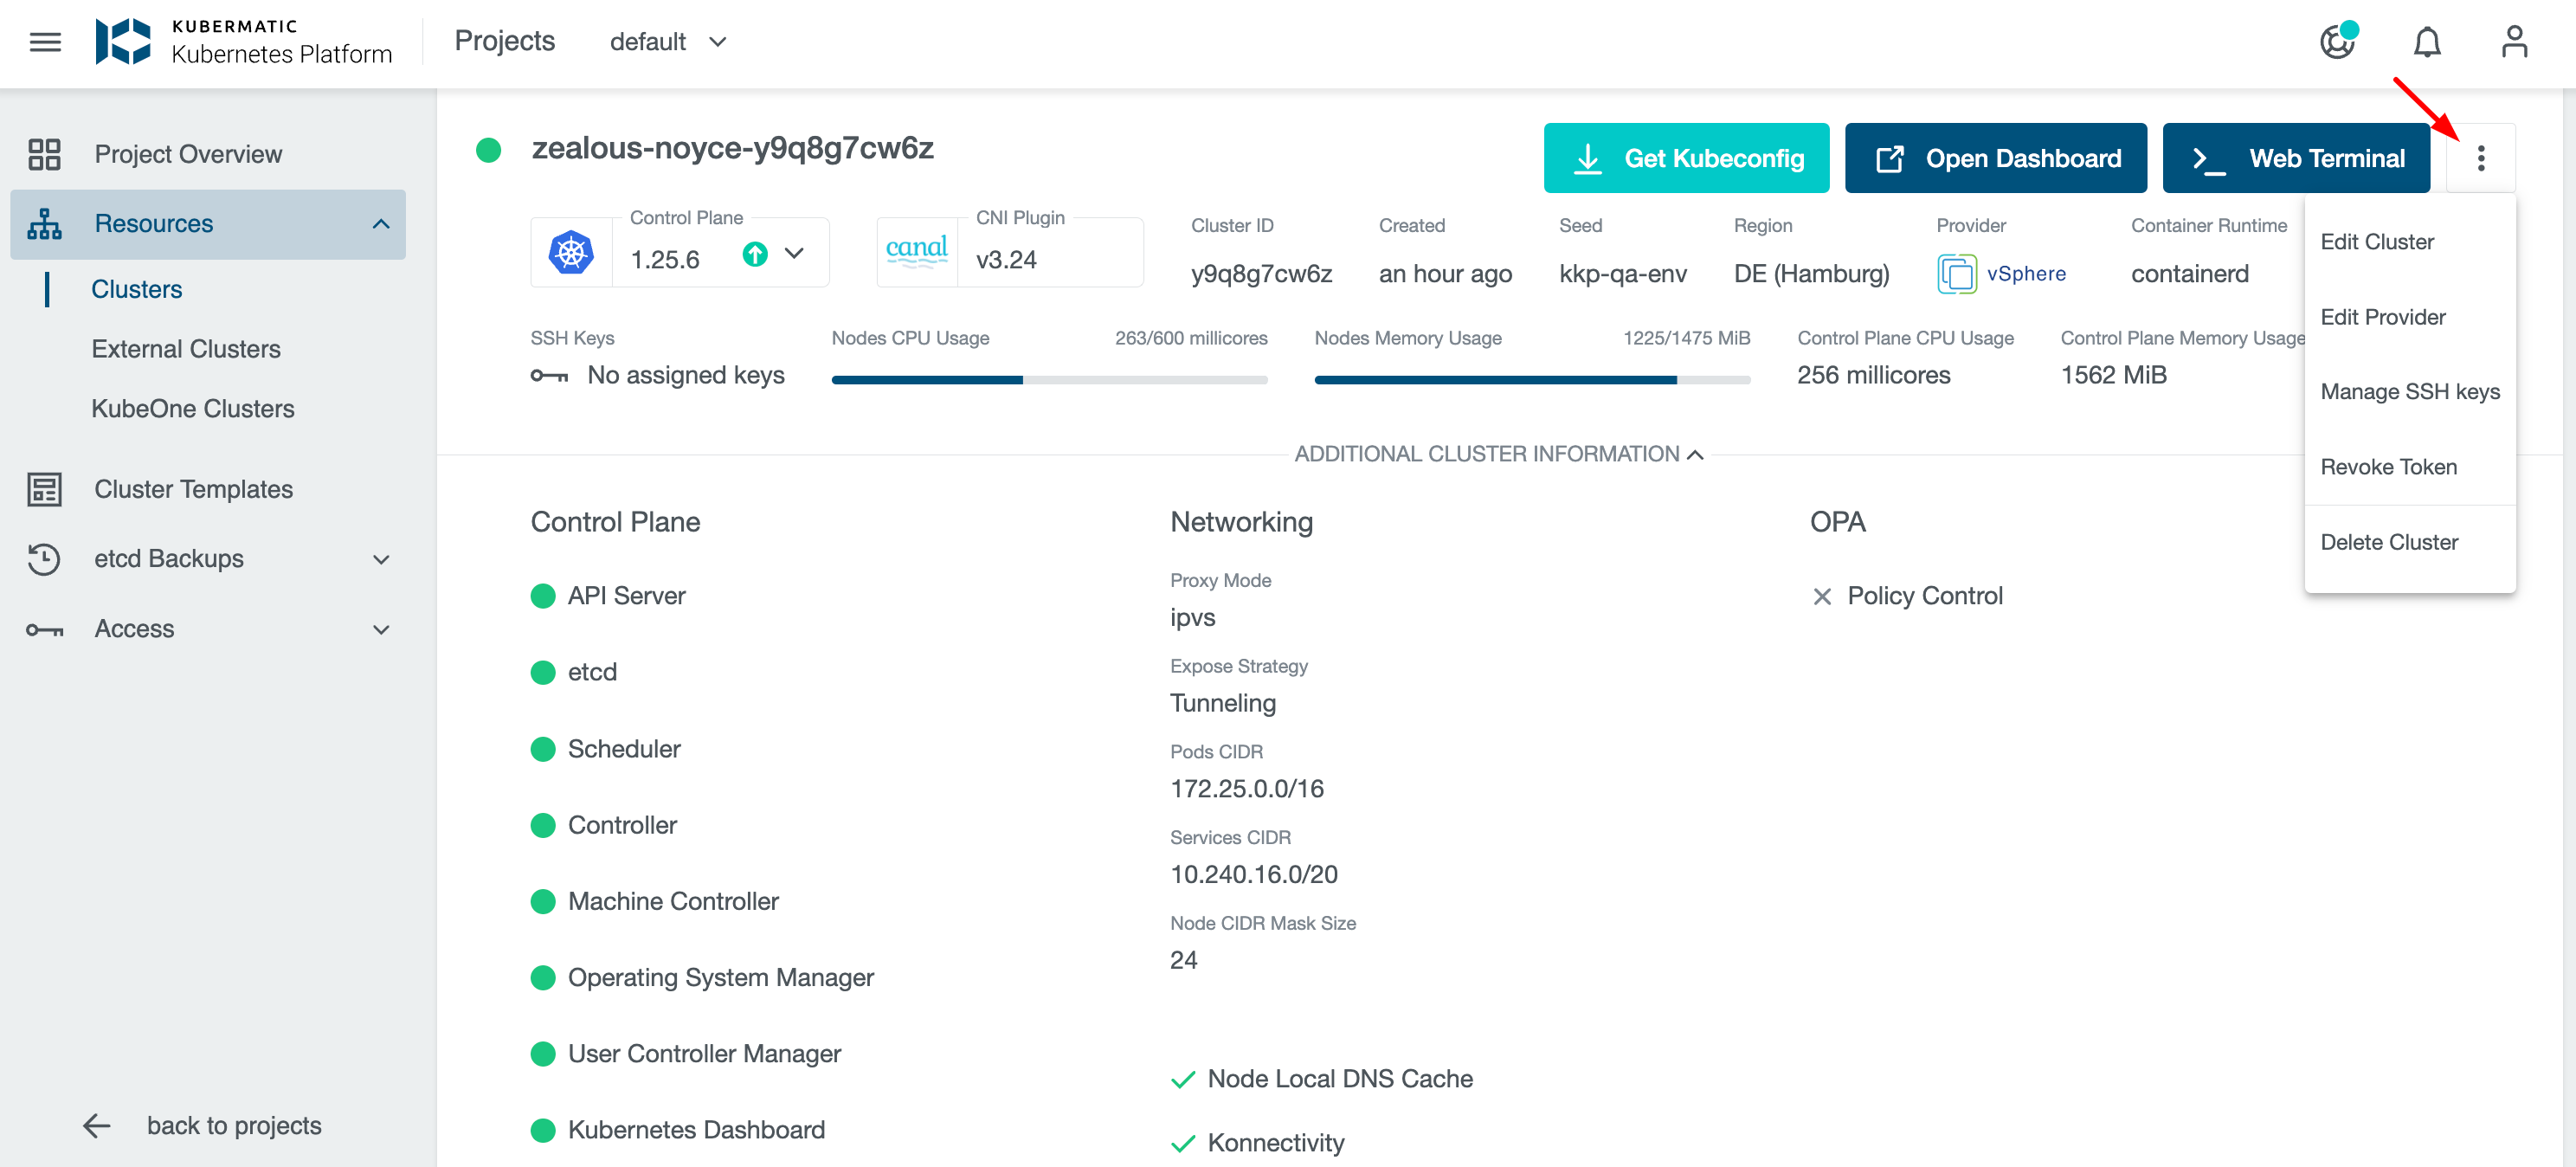 KUBERMATIC
Kubernetes Platform
Projects
default
Project Overview
Resources
Clusters
External Clusters
KubeOne Clusters
Cluster Templates
etcd Backups
Access
back to projects
zealous-noyce-y9q8g7cw6z
Get Kubeconfig
Open Dashboard
Web Terminal
Control Plane
1.25.6
canal
CNI Plugin
v3.24
Cluster ID
y9q8g7cw6z
Created
an hour ago
Seed
kkp-qa-env
Region
DE (Hamburg)
Provider
vSphere
Container Runtime
containerd
SSH Keys
No assigned keys
Nodes CPU Usage
263/600 millicores
Nodes Memory Usage
1225/1475 MiB
Control Plane CPU Usage
256 millicores
Control Plane Memory Usage
1562 MiB
Edit Cluster
Edit Provider
Manage SSH keys
Revoke Token
Delete Cluster
ADDITIONAL CLUSTER INFORMATION
Control Plane
API Server
etcd
Scheduler
Controller
Machine Controller
Operating System Manager
User Controller Manager
Kubernetes Dashboard
Networking
Proxy Mode
ipvs
Expose Strategy
Tunneling
Pods CIDR
172.25.0.0/16
Services CIDR
10.240.16.0/20
Node CIDR Mask Size
24
Node Local DNS Cache
Konnectivity
OPA
Policy Control